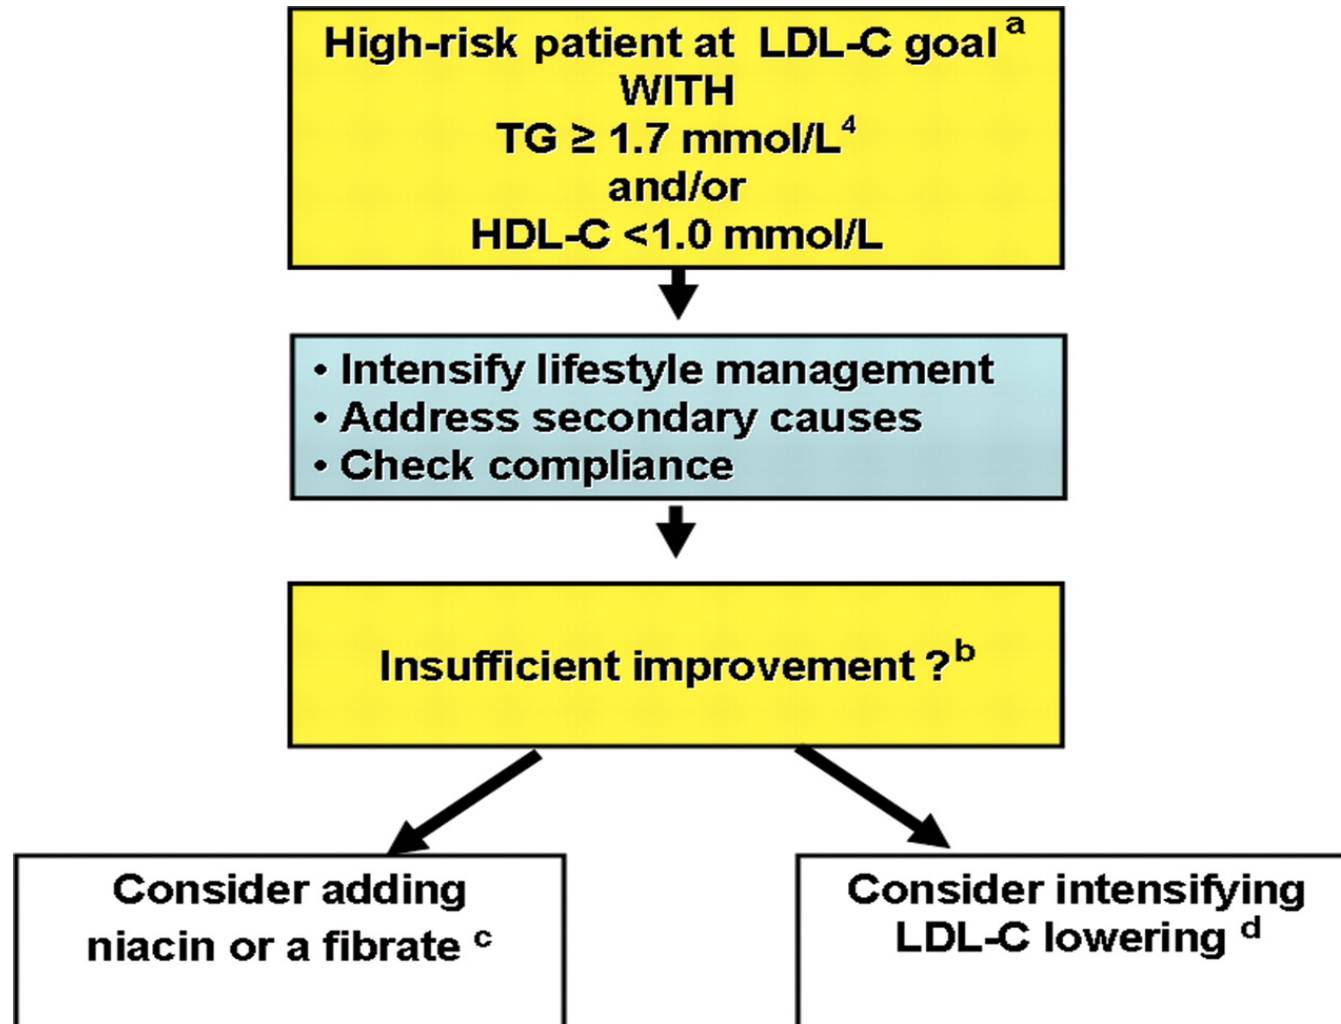 High-risk patient at LDL-C goal a
WITH
TG ≥ 1.7 mmol/L4
and/or
HDL-C <1.0 mmol/L
• Intensify lifestyle management
• Address secondary causes
• Check compliance
Insufficient improvement ? b
Consider adding
niacin or a fibrate c
Consider intensifying
LDL-C lowering d